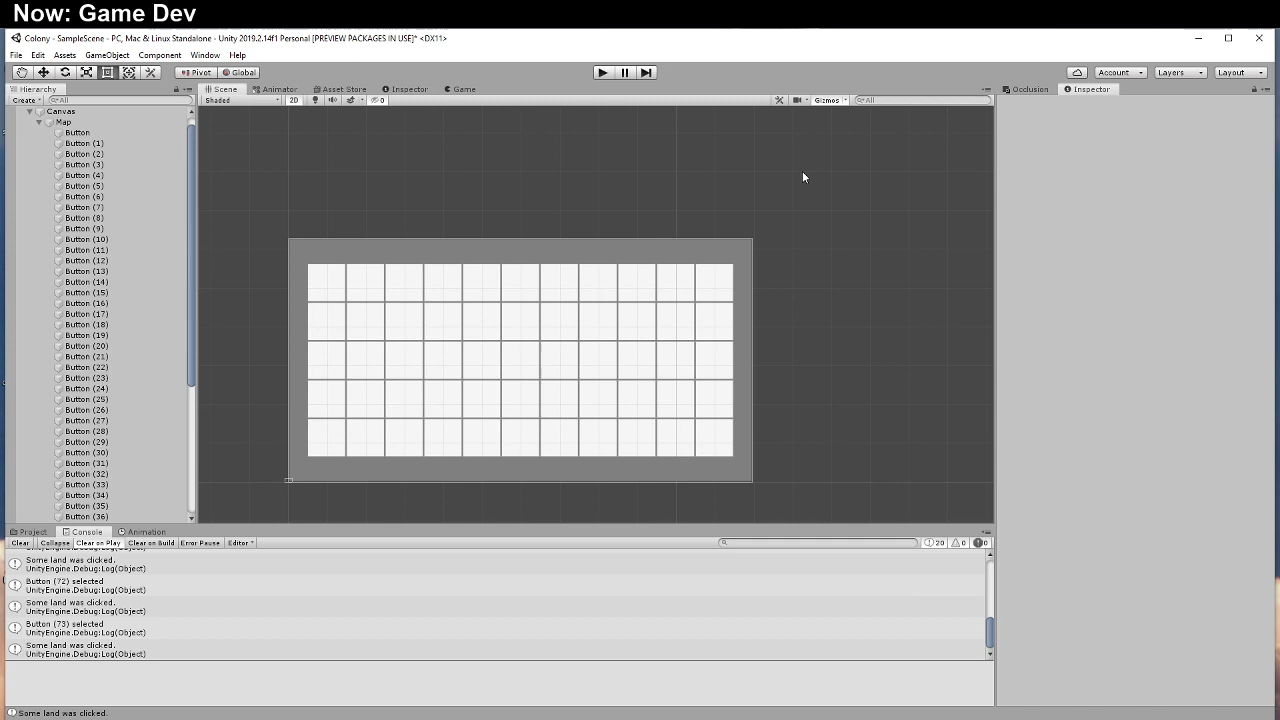 Now: Game Dev
Colony - SampleScene - PC, Mac & Linux Standalone - Unity 2019.2.14f1 Personal [PREVIEW PACKAGES IN USE]* <DX11>
File Edit Assets GameObject Component Window Help
Pivot Global Account Layers Layout
Hierarchy Scene Animator Asset Store Inspector Game Occlusion Inspector
Create All Shaded 2D 0 Gizmos All
Canvas
Map
Button
Button (1)
Button (2)
Button (3)
Button (4)
Button (5)
Button (6)
Button (7)
Button (8)
Button (9)
Button (10)
Button (11)
Button (12)
Button (13)
Button (14)
Button (15)
Button (16)
Button (17)
Button (18)
Button (19)
Button (20)
Button (21)
Button (22)
Button (23)
Button (24)
Button (25)
Button (26)
Button (27)
Button (28)
Button (29)
Button (30)
Button (31)
Button (32)
Button (33)
Button (34)
Button (35)
Button (36)
Project Console Animation
Clear Collapse Clear on Play Clear on Build Error Pause Editor 20 0 0
Some land was clicked.
UnityEngine.Debug:Log(Object)
Button (72) selected
UnityEngine.Debug:Log(Object)
Some land was clicked.
UnityEngine.Debug:Log(Object)
Button (73) selected
UnityEngine.Debug:Log(Object)
Some land was clicked.
UnityEngine.Debug:Log(Object)
Some land was clicked.